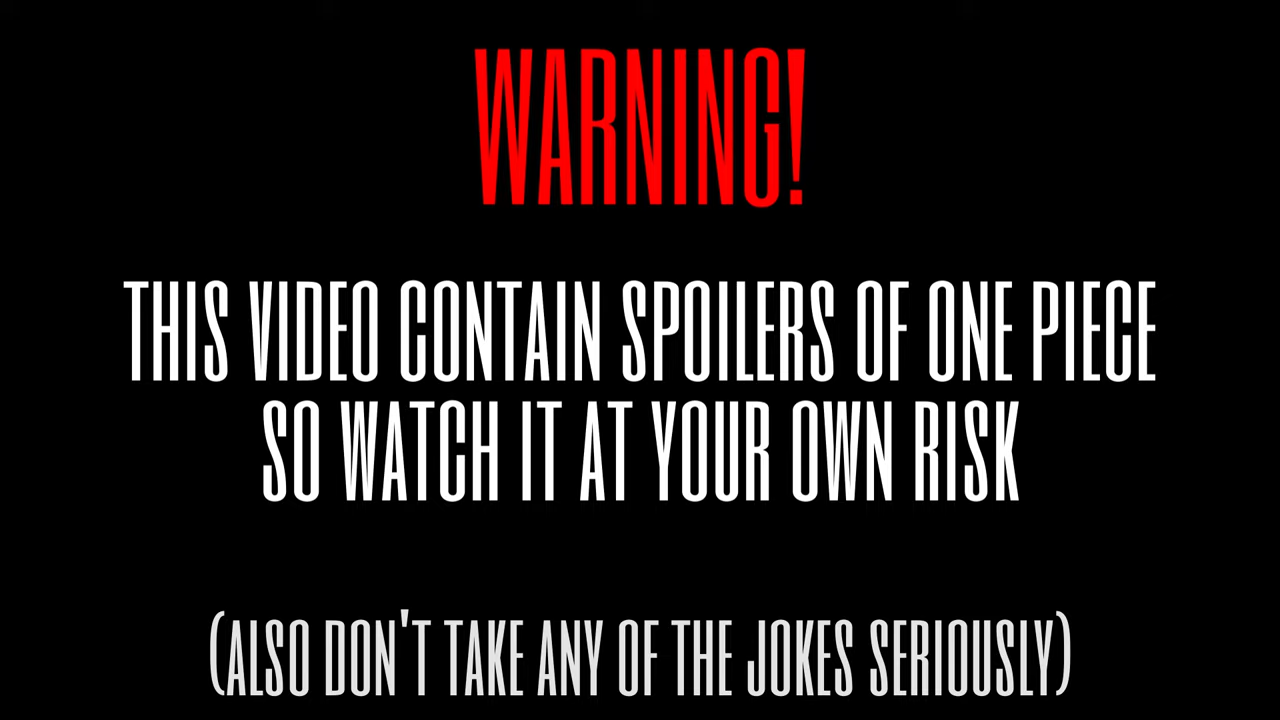 WARNING!
THIS VIDEO CONTAIN SPOILERS OF ONE PIECE
SO WATCH IT AT YOUR OWN RISK
(ALSO DON'T TAKE ANY OF THE JOKES SERIOUSLY)